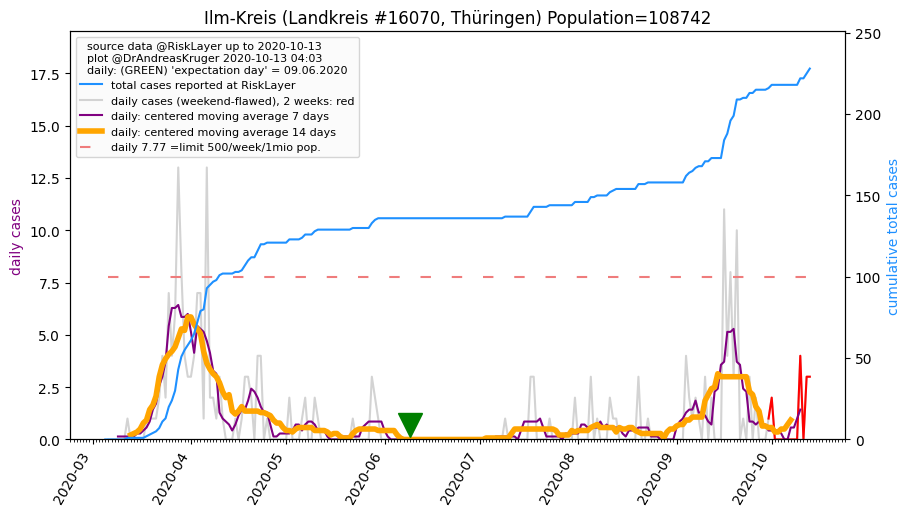 Ilm-Kreis (Landkreis #16070, Thüringen) Population=108742
source data @RiskLayer up to 2020-10-13
plot @DrAndreasKruger 2020-10-13 04:03
daily: (GREEN) 'expectation day' = 09.06.2020
total cases reported at RiskLayer
daily cases (weekend-flawed), 2 weeks: red
daily: centered moving average 7 days
daily: centered moving average 14 days
daily 7.77 =limit 500/week/1mio pop.
daily cases
17.5
15.0
12.5
10.0
7.5
5.0
2.5
0.0
250
200
150
100
50
0
cumulative total cases
2020-03
2020-04
2020-05
2020-06
2020-07
2020-08
2020-09
2020-10